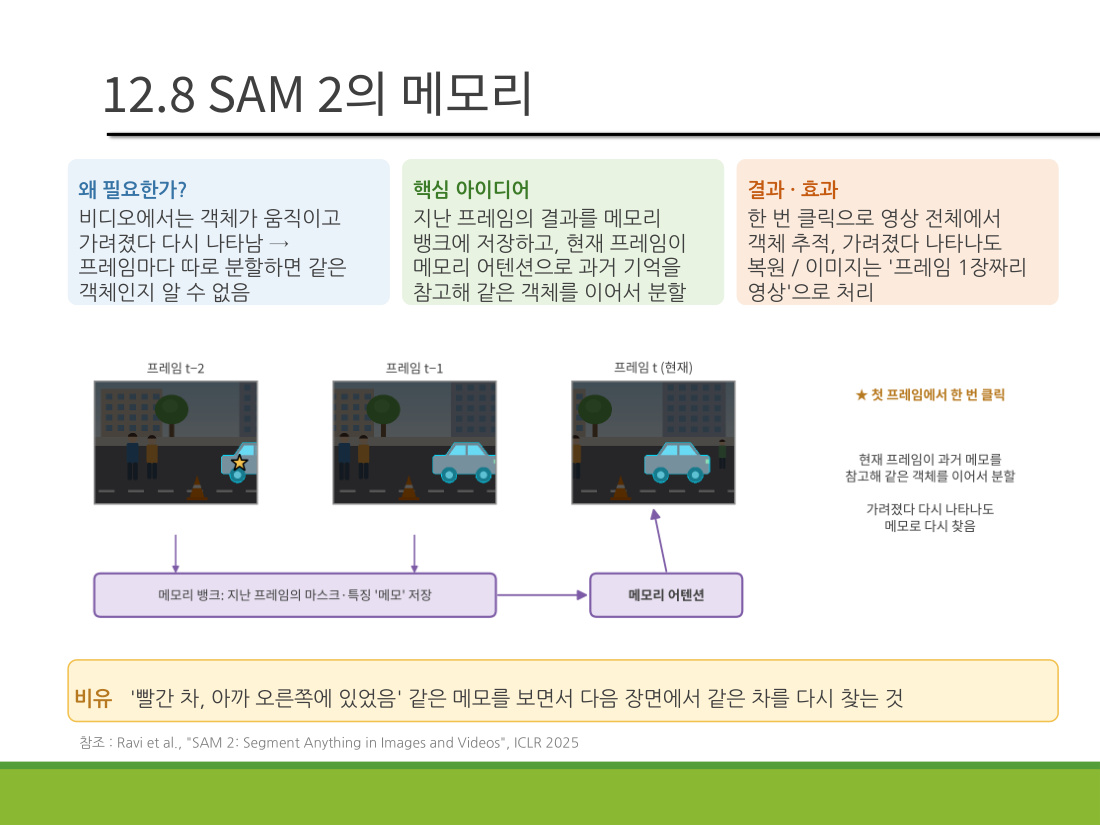 12.8 SAM 2의 메모리
왜 필요한가?
비디오에서는 객체가 움직이고
가려졌다 다시 나타남 →
프레임마다 따로 분할하면 같은
객체인지 알 수 없음
핵심 아이디어
지난 프레임의 결과를 메모리
뱅크에 저장하고, 현재 프레임이
메모리 어텐션으로 과거 기억을
참고해 같은 객체를 이어서 분할
결과 · 효과
한 번 클릭으로 영상 전체에서
객체 추적, 가려졌다 나타나도
복원 / 이미지는 '프레임 1장짜리
영상'으로 처리
프레임 t−2
프레임 t−1
프레임 t (현재)
★ 첫 프레임에서 한 번 클릭
현재 프레임이 과거 메모를
참고해 같은 객체를 이어서 분할
가려졌다 다시 나타나도
메모로 다시 찾음
메모리 뱅크: 지난 프레임의 마스크·특징 '메모' 저장
메모리 어텐션
비유 '빨간 차, 아까 오른쪽에 있었음' 같은 메모를 보면서 다음 장면에서 같은 차를 다시 찾는 것
참조 : Ravi et al., "SAM 2: Segment Anything in Images and Videos", ICLR 2025